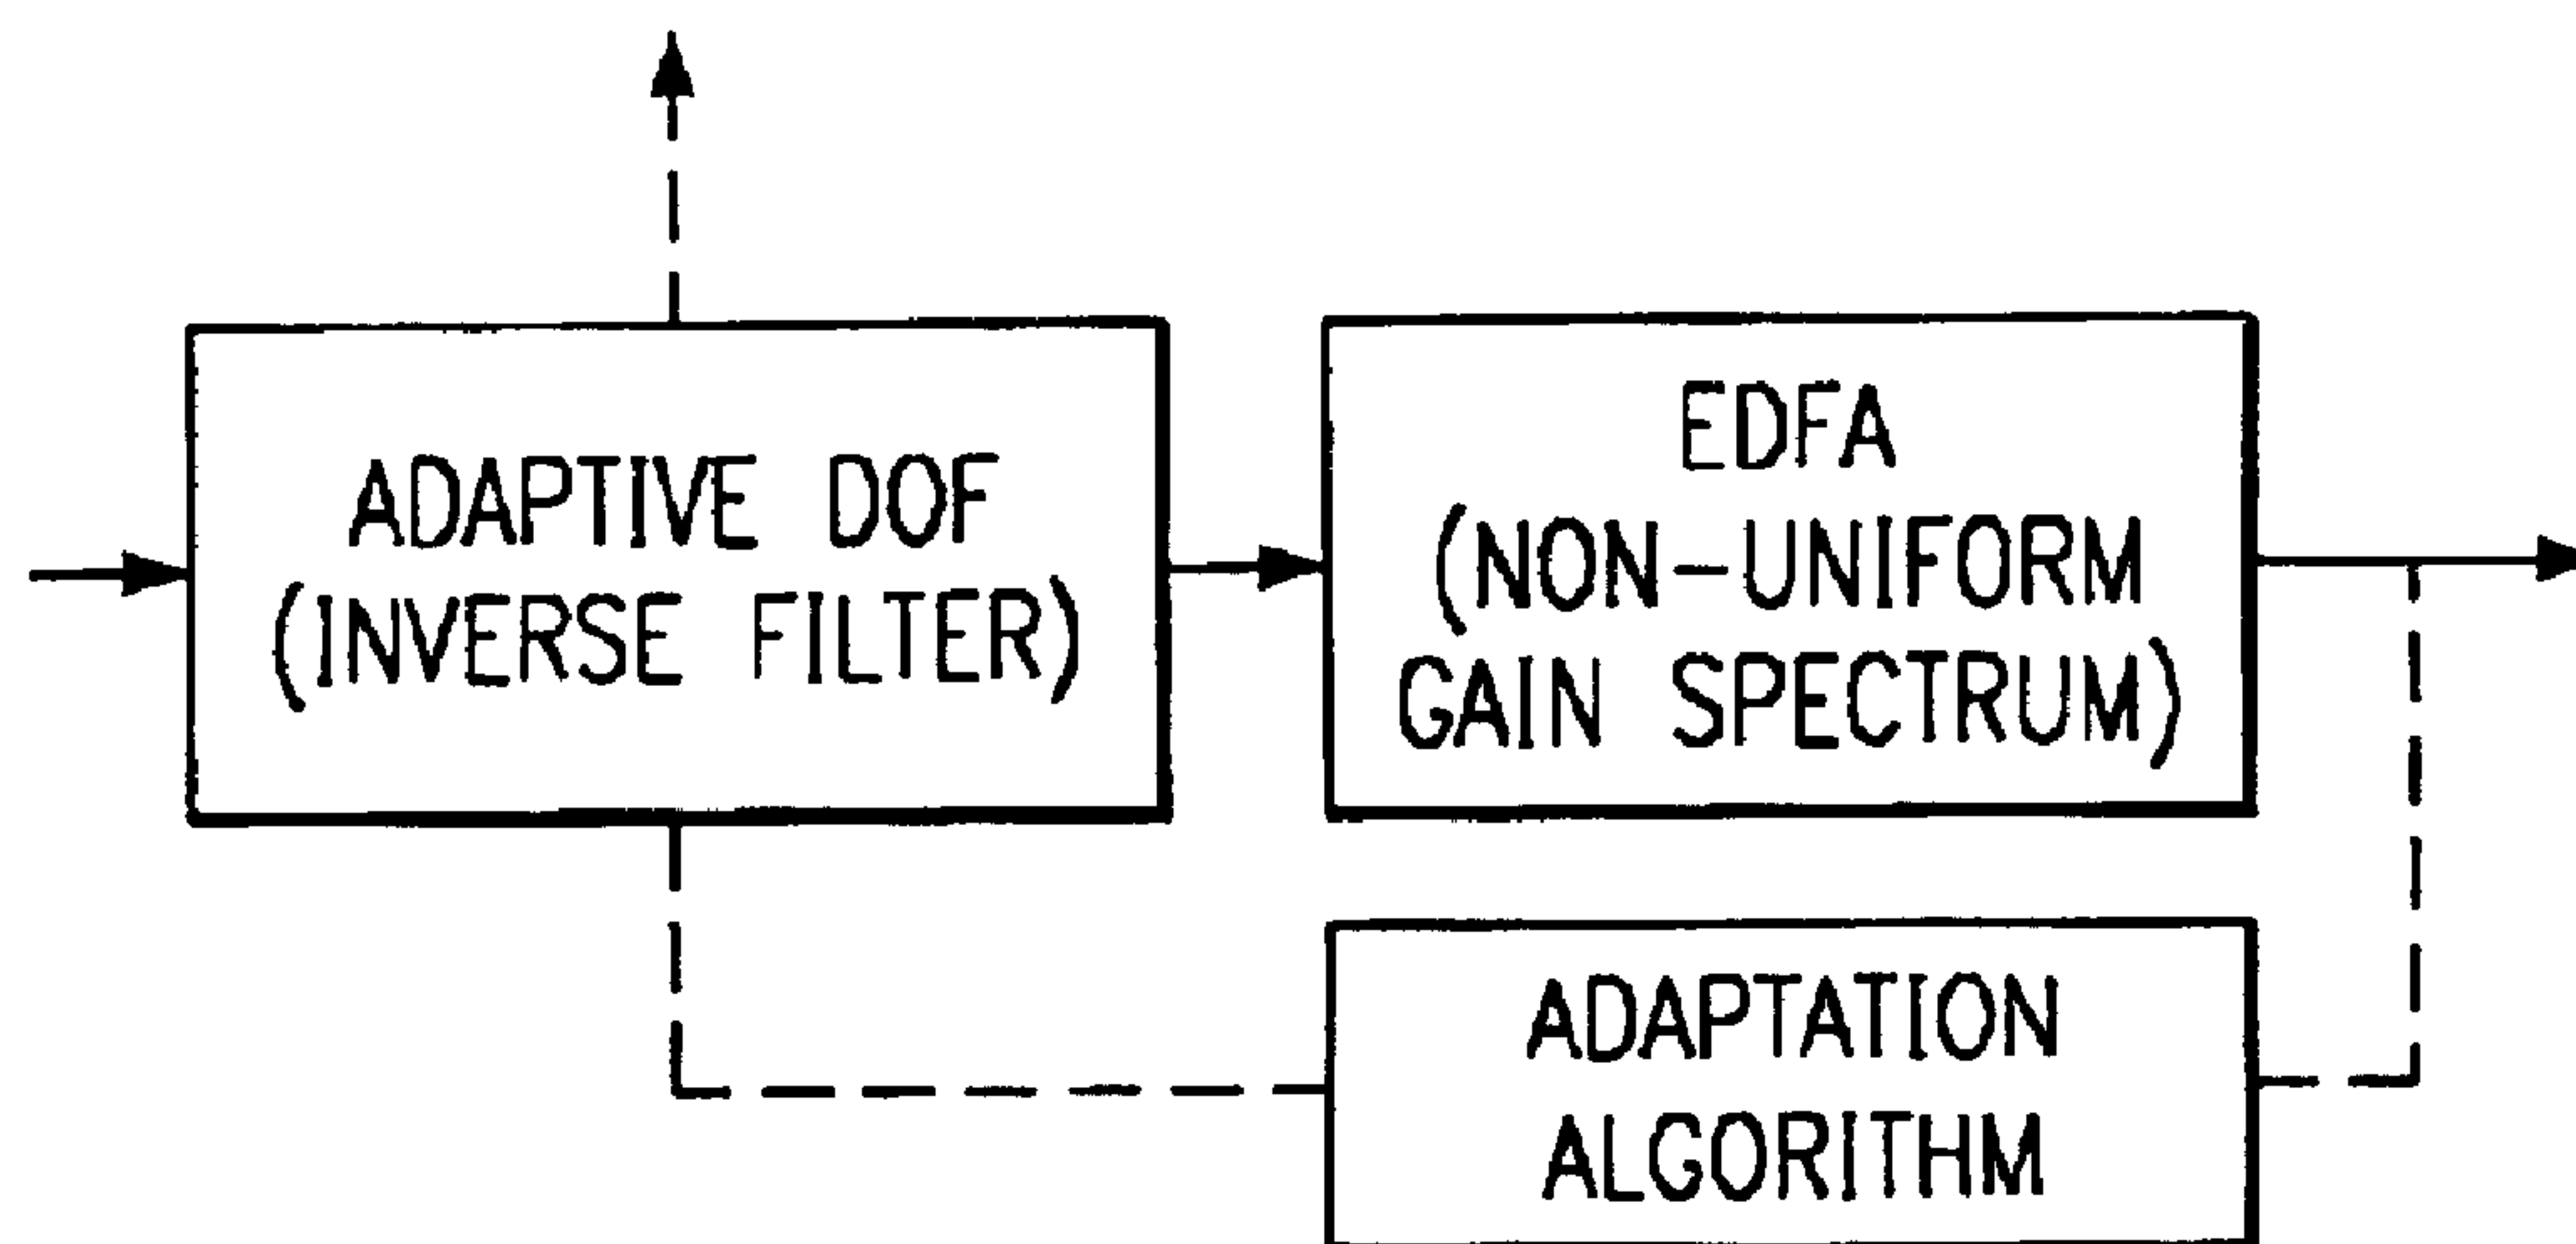 ADAPTIVE DOF
(INVERSE FILTER)
EDFA
(NON-UNIFORM
GAIN SPECTRUM)
ADAPTATION
ALGORITHM